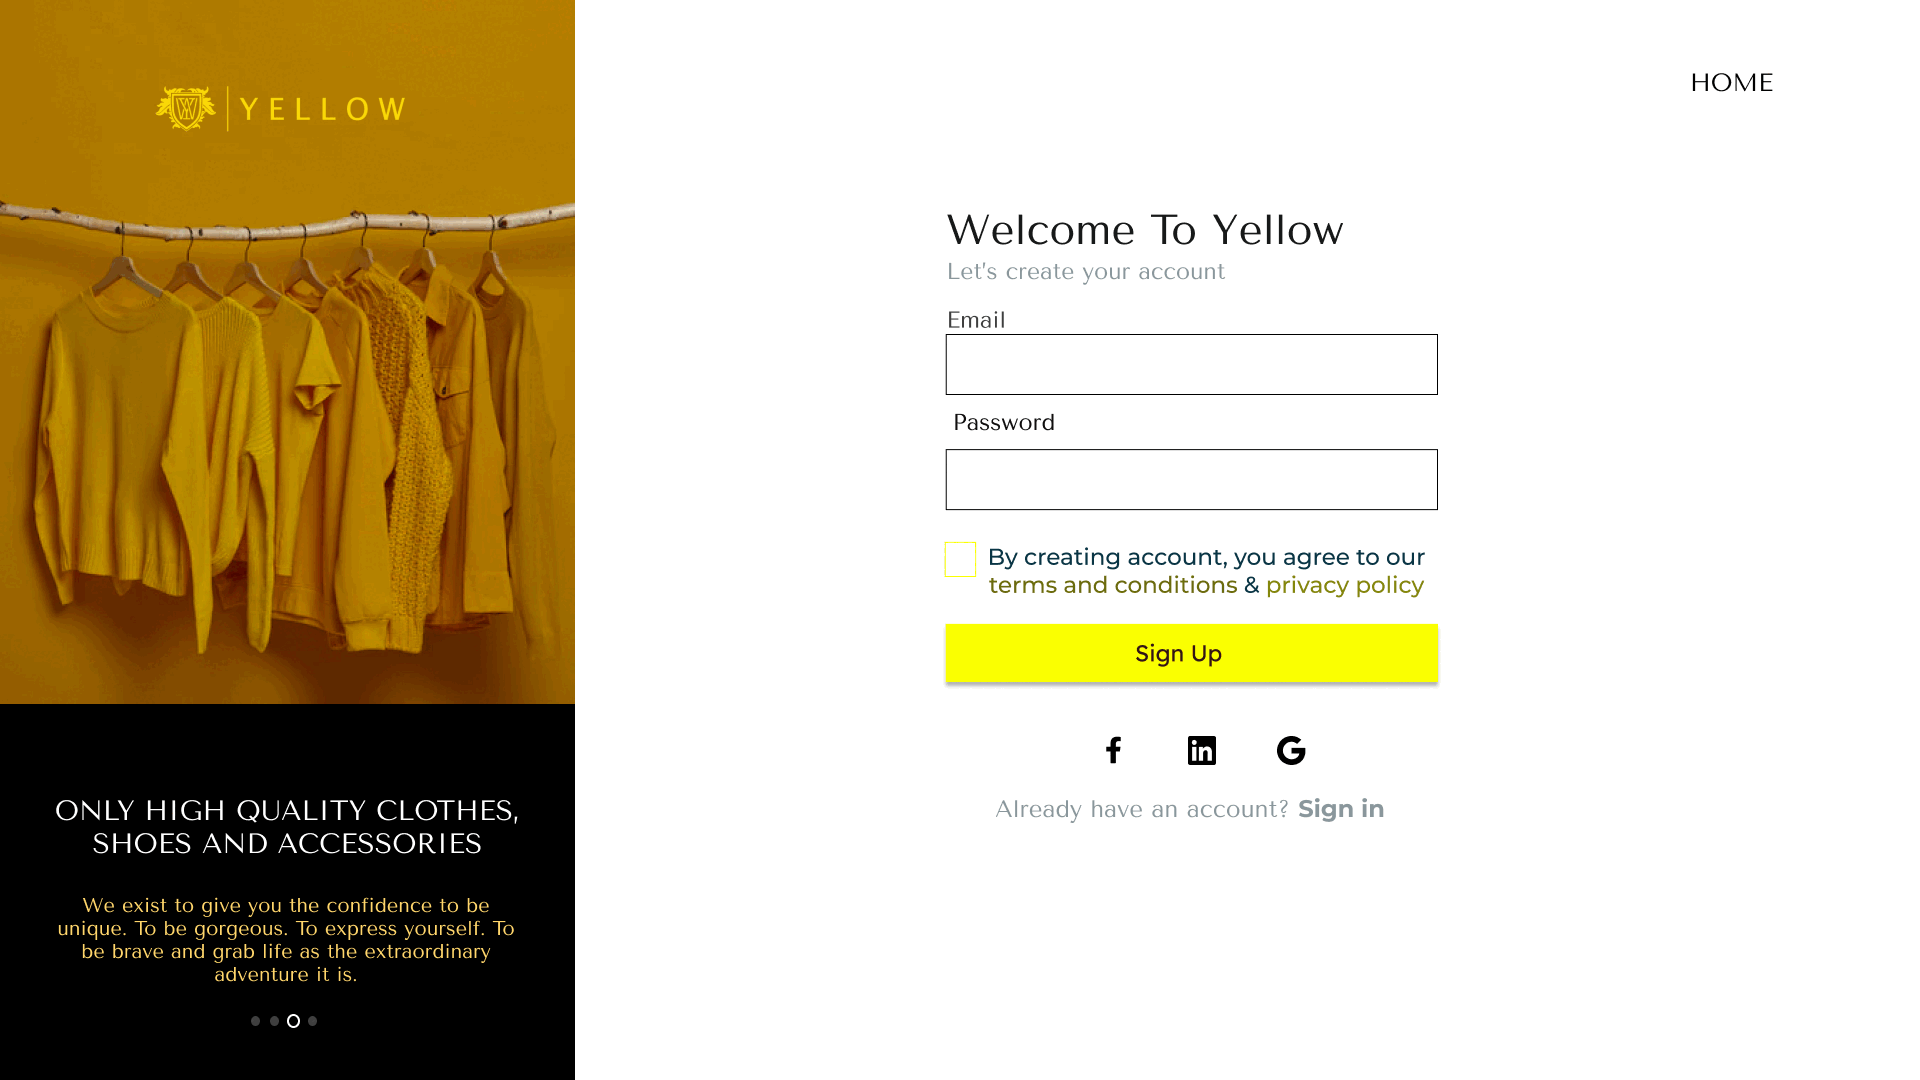 YELLOW
HOME
Welcome To Yellow
Let's create your account
Email
Password
By creating account, you agree to our
terms and conditions & privacy policy
Sign Up
Already have an account? Sign in
ONLY HIGH QUALITY CLOTHES,
SHOES AND ACCESSORIES
We exist to give you the confidence to be
unique. To be gorgeous. To express yourself. To
be brave and grab life as the extraordinary
adventure it is.